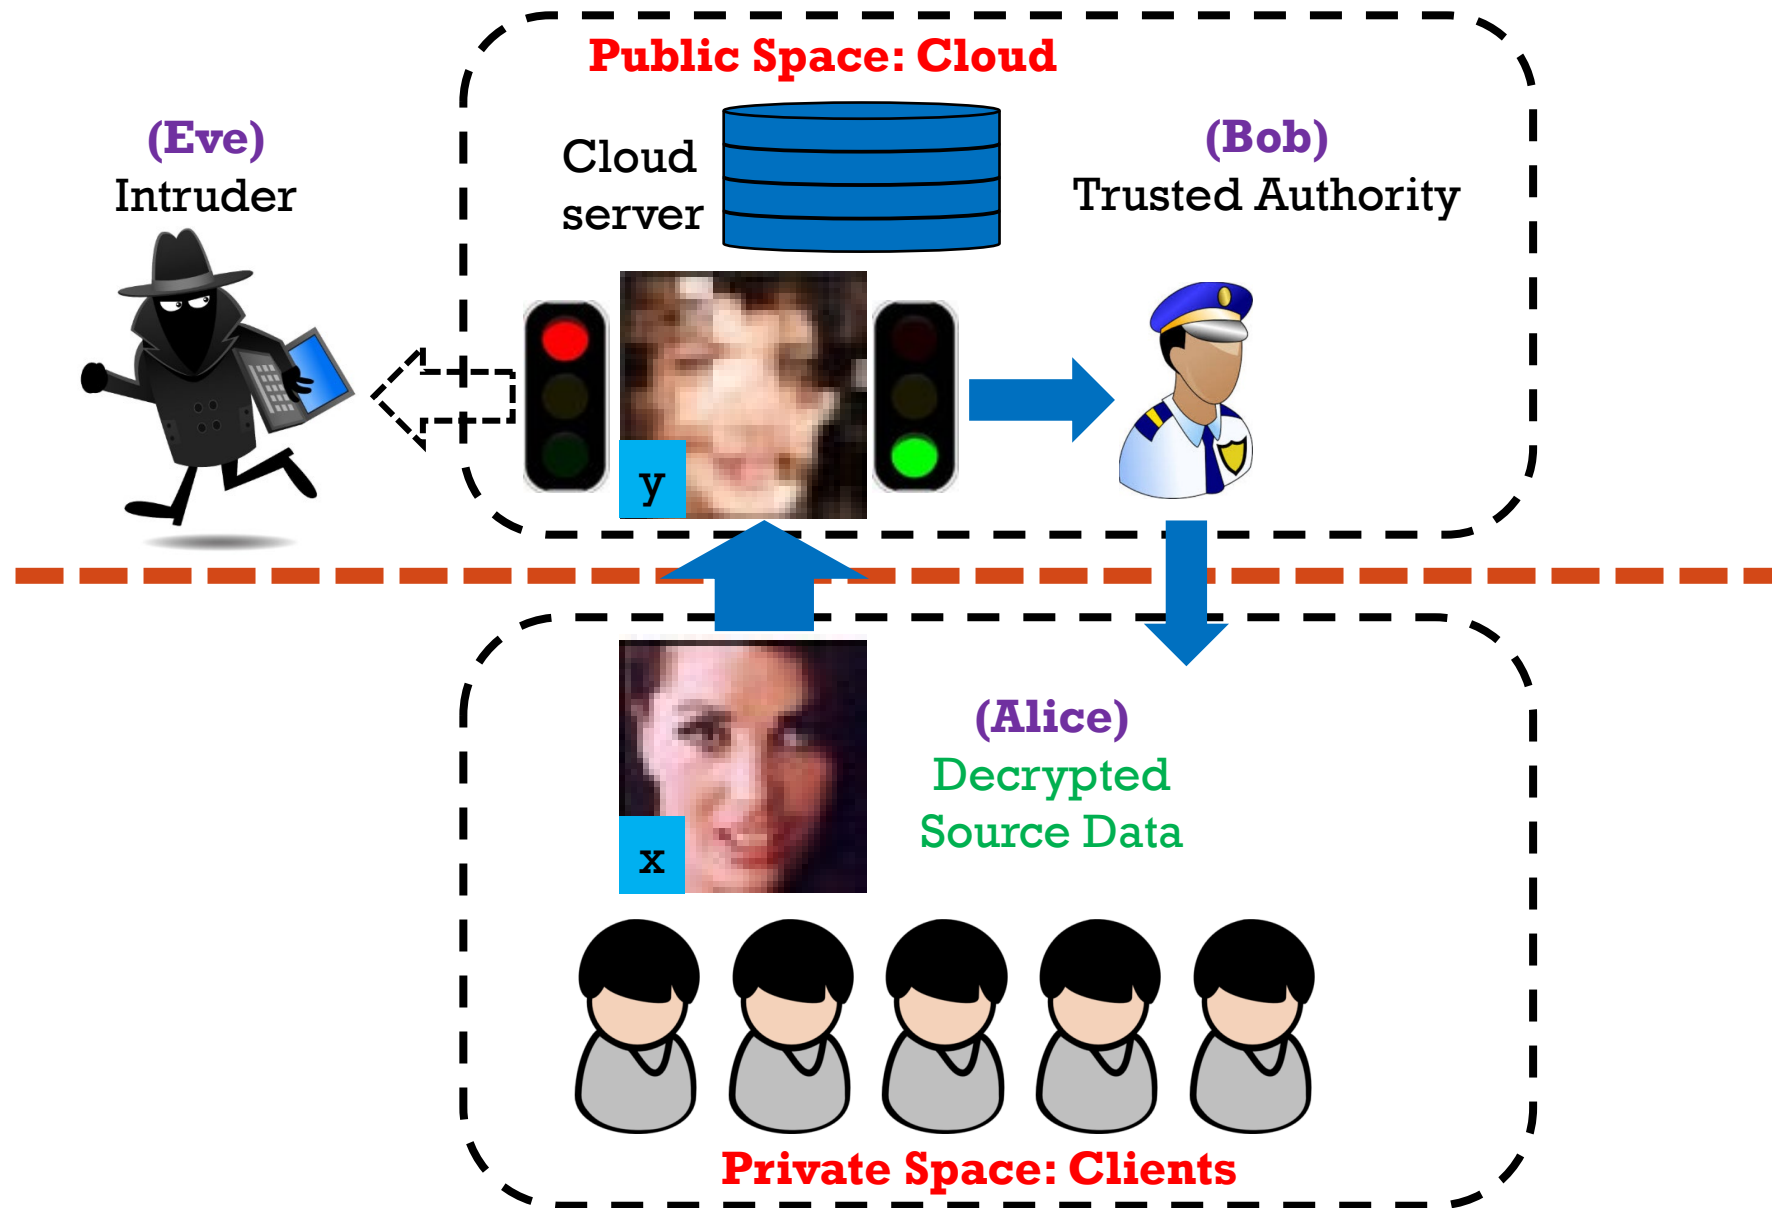 Public Space: Cloud
(Eve)
Intruder
Cloud
server
(Bob)
Trusted Authority
y
x
(Alice)
Decrypted
Source Data
Private Space: Clients